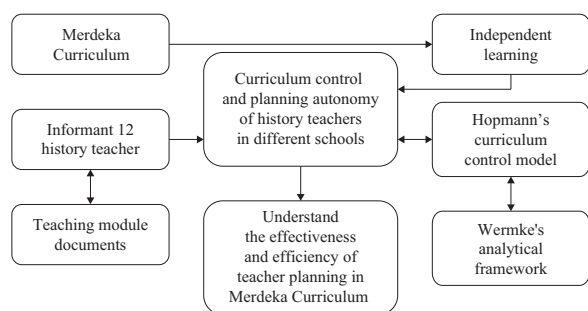 Merdeka
Curriculum
Independent
learning
Curriculum control
and planning autonomy
of history teachers
in different schools
Informant 12
history teacher
Hopmann's
curriculum
control model
Teaching module
documents
Understand
the effectiveness
and efficiency of
teacher planning in
Merdeka Curriculum
Wermke's
analytical
framework